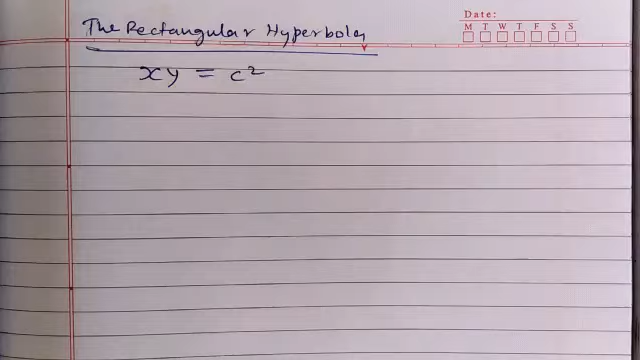 The Rectangular Hyperbola
Date:
M T W T F S S
xy = c²